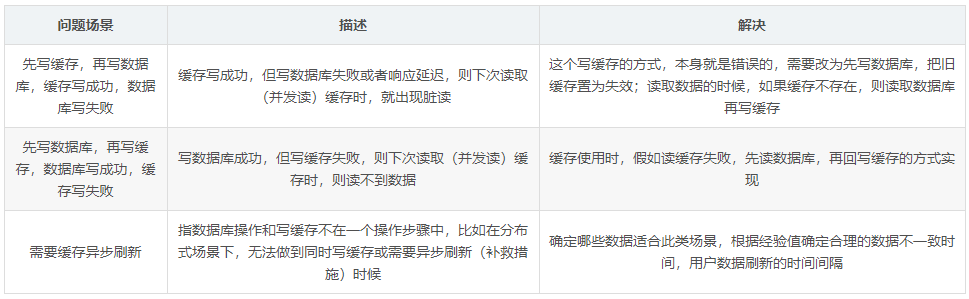 问题场景
描述
解决
先写缓存，再写数据
库，缓存写成功，数据
库写失败
缓存写成功，但写数据库失败或者响应延迟，则下次读取
（并发读）缓存时，就出现脏读
这个写缓存的方式，本身就是错误的，需要改为先写数据库，把旧
缓存置为失效；读取数据的时候，如果缓存不存在，则读取数据库
再写缓存
先写数据库，再写缓
存，数据库写成功，缓
存写失败
写数据库成功，但写缓存失败，则下次读取（并发读）缓
存时，则读不到数据
缓存使用时，假如读缓存失败，先读数据库，再回写缓存的方式实
现
需要缓存异步刷新
指数据库操作和写缓存不在一个操作步骤中，比如在分布
式场景下，无法做到同时写缓存或需要异步刷新（补救措
施）时候
确定哪些数据适合此类场景，根据经验值确定合理的数据不一致时
间，用户数据刷新的时间间隔